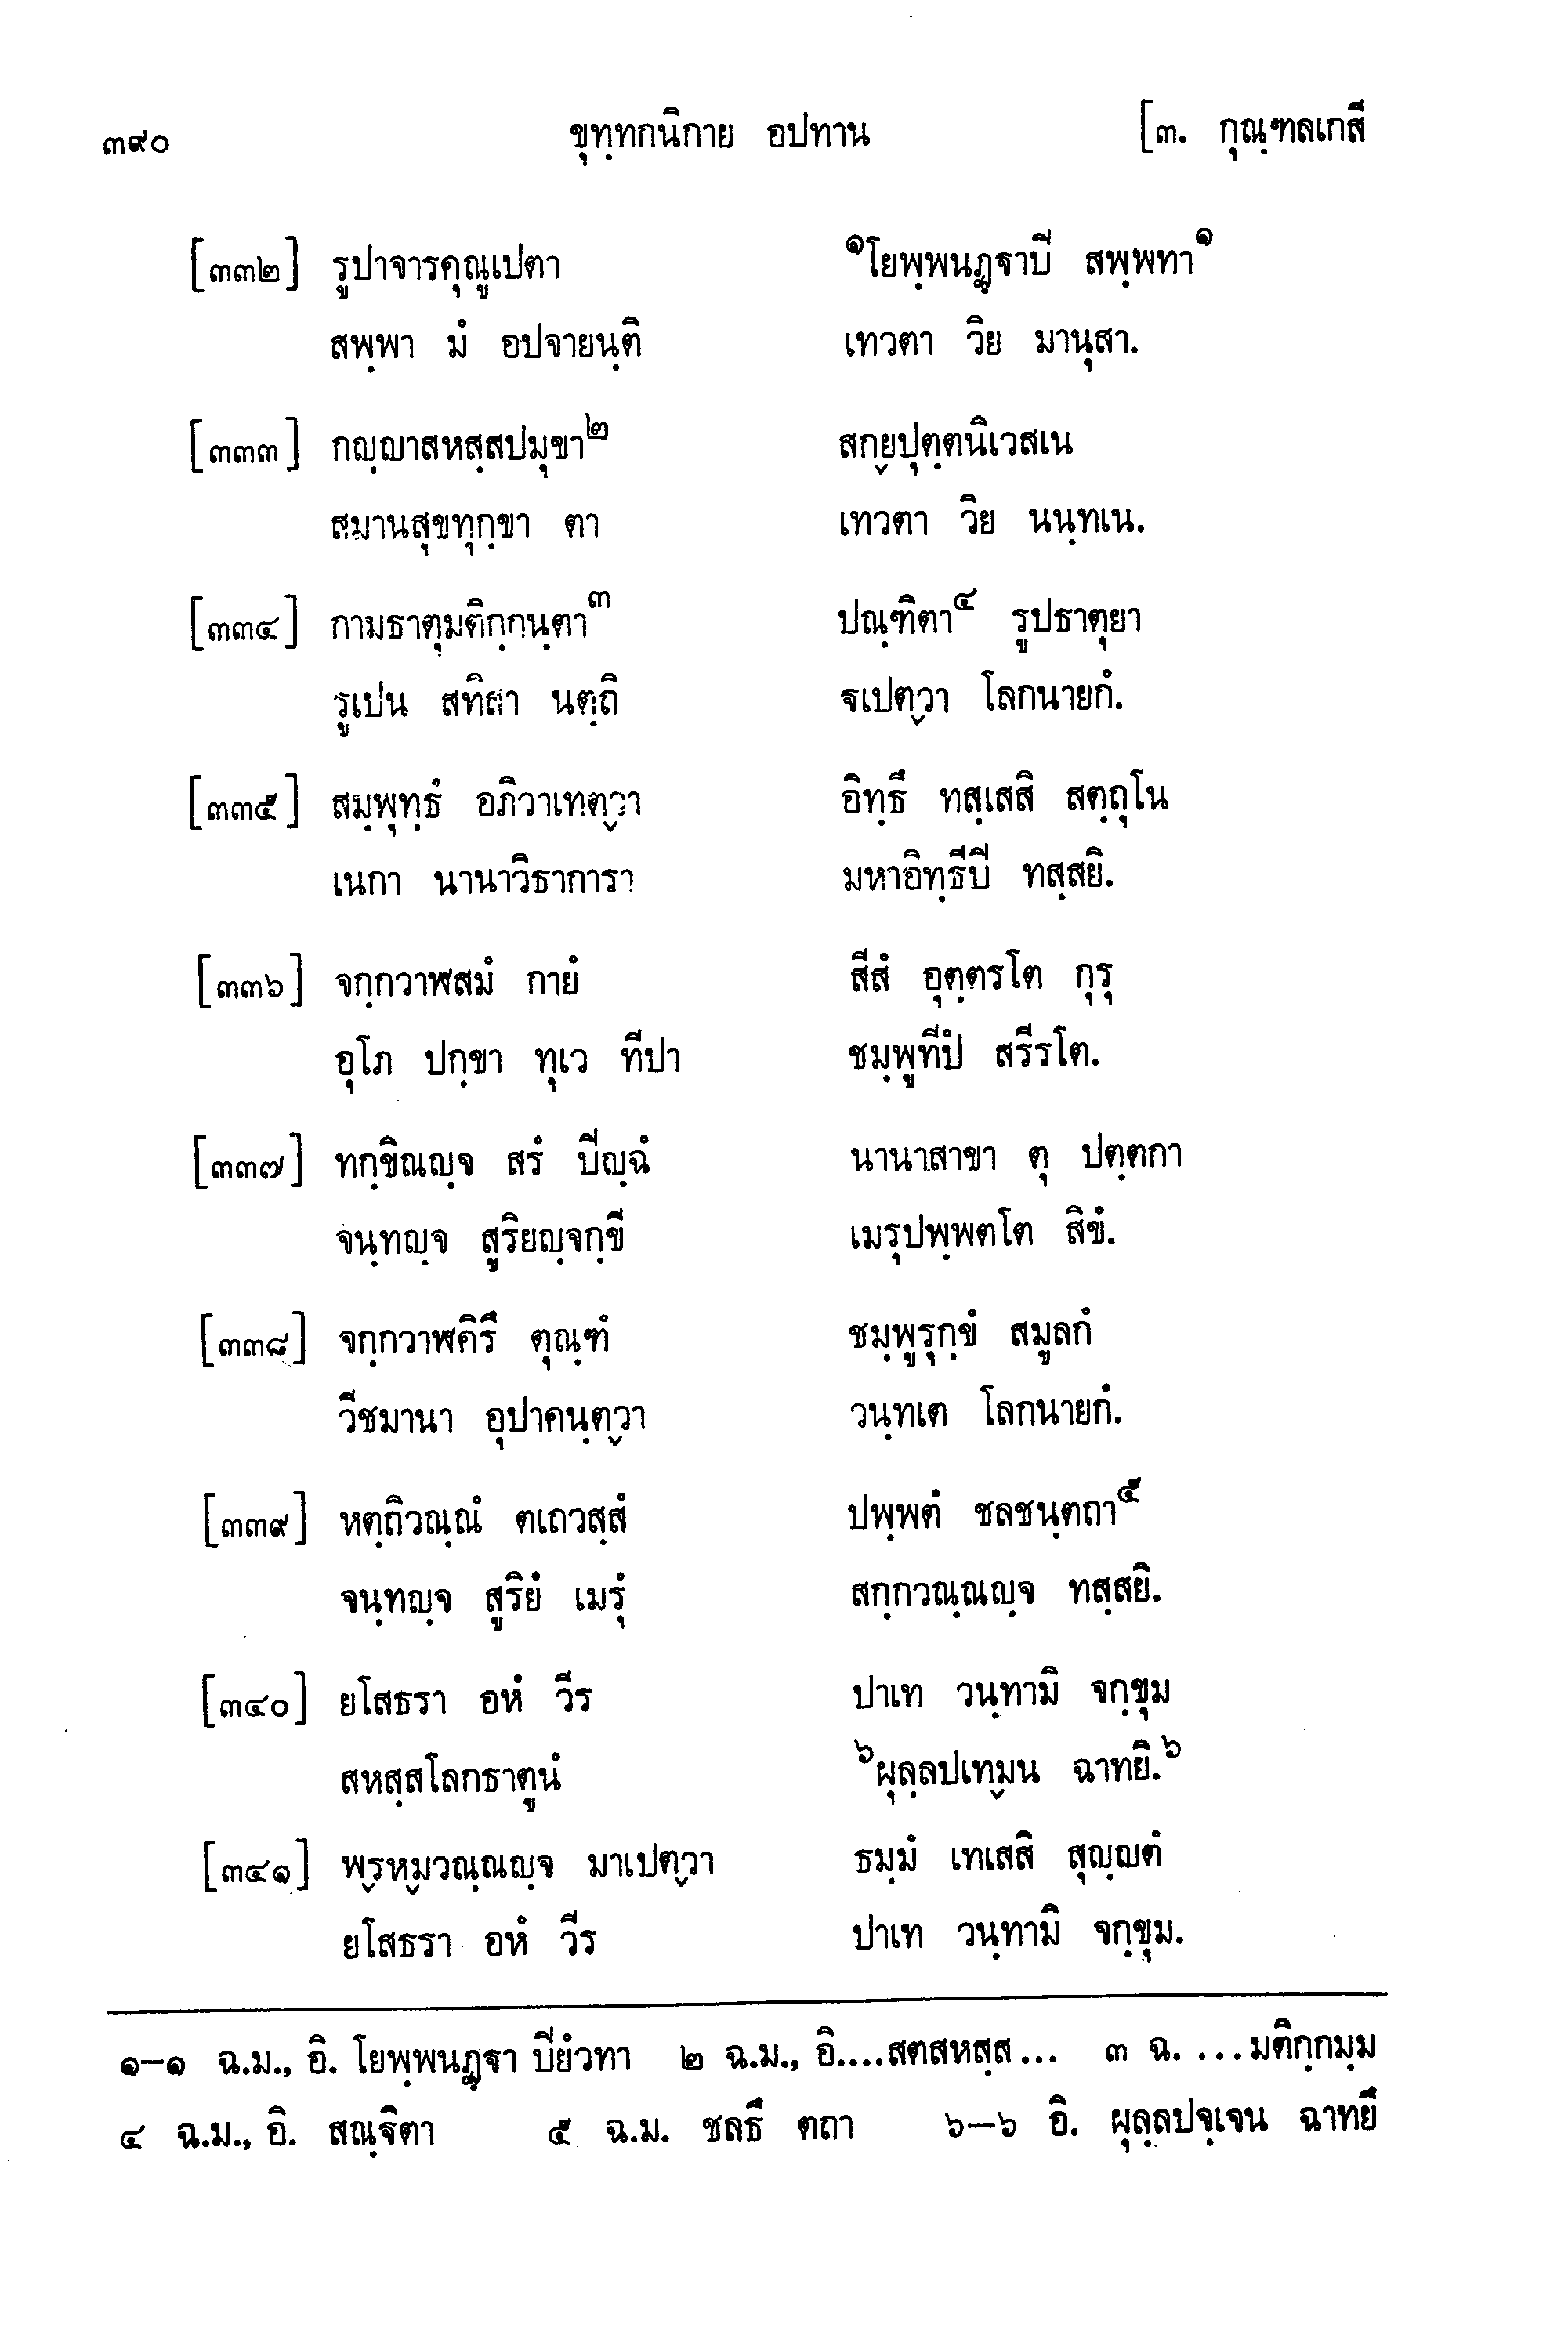 ๓๙๐ ขุทฺทกนิกาย อปทาน [๓. กุณฺฑลเกสี
[๓๓๒] รูปาจารคุณูเปตา ๑โยพฺพนฏฺฐาปี สพฺพทา๑
สพฺพา มํ อปจายนฺติ เทวตา วิย มานุสา.
[๓๓๓] กญฺญาสหสฺสปมุขา๒ สกฺยปุตฺตนิเวสเน
สมานสุขทุกฺขา ตา เทวตา วิย นนฺทเน.
[๓๓๔] กามธาตุมติกฺกนฺตา๓ ปณฺฑิตา๔ รูปธาตุยา
รูเปน สทิสา นตฺถิ ฐเปตฺวา โลกนายกํ.
[๓๓๕] สมฺพุทฺธํ อภิวาเทตฺวา อิทฺธึ ทสฺเสสิ สตฺถุโน
เนกา นานาวิธาการา มหาอิทฺธีปี ทสฺสยิ.
[๓๓๖] จกฺกวาฬสมํ กายํ สีสํ อุตฺตรโต กุรุ
อุโภ ปกฺขา ทุเว ทีปา ชมฺพูทีปํ สรีรโต.
[๓๓๗] ทกฺขิณญฺจ สรํ ปีญฺฉํ นานาสาขา ตุ ปตฺตกา
จนฺทญฺจ สูริยญฺจกฺขี เมรุปพฺพตโต สิขํ.
[๓๓๘] จกฺกวาฬคิรึ ตุณฺฑํ ชมฺพูรุกฺขํ สมูลกํ
วีชมานา อุปาคนฺตฺวา วนฺทเต โลกนายกํ.
[๓๓๙] หตฺถิวณฺณํ ตเถวสฺสํ ปพฺพตํ ชลชนฺตถา๕
จนฺทญฺจ สูริยํ เมรุํ สกฺกวณฺณญฺจ ทสฺสยิ.
[๓๔๐] ยโสธรา อหํ วีร ปาเท วนฺทามิ จกฺขุม
สหสฺสโลกธาตูนํ ๖ผุลฺลปเทฺมน ฉาทยิ.๖
[๓๔๑] พฺรหฺมวณฺณญฺจ มาเปตฺวา ธมฺมํ เทเสสิ สุญฺญตํ
ยโสธรา อหํ วีร ปาเท วนฺทามิ จกฺขุม.
๑–๑ ฉ.ม., อิ. โยพฺพนฏฺฐา ปิยํวทา ๒ ฉ.ม., อิ....สตสหสฺส... ๓ ฉ. ...มติกฺกมฺม
๔ ฉ.ม., อิ. สณฺฐิตา ๕ ฉ.ม. ชลธึ ตถา ๖–๖ อิ. ผุลฺลปจฺเจน ฉาทยึ